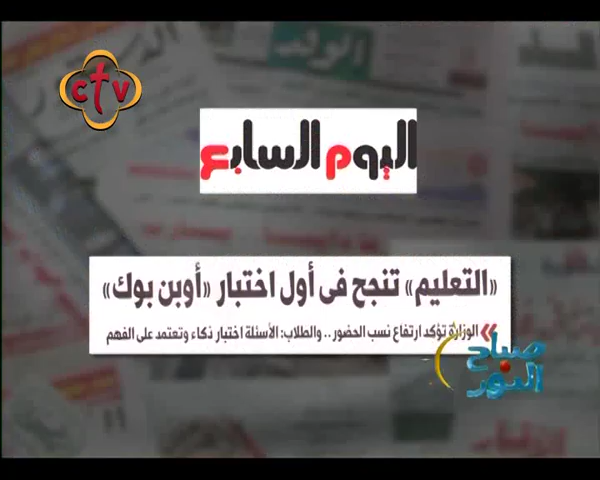 ctv
الوفد
اليوم السابع
«التعليم» تنجح فى أول اختبار «أوبن بوك»
الوزارة تؤكد ارتفاع نسب الحضور .. والطلاب: الأسئلة اختبار ذكاء وتعتمد على الفهم
صباح
النور